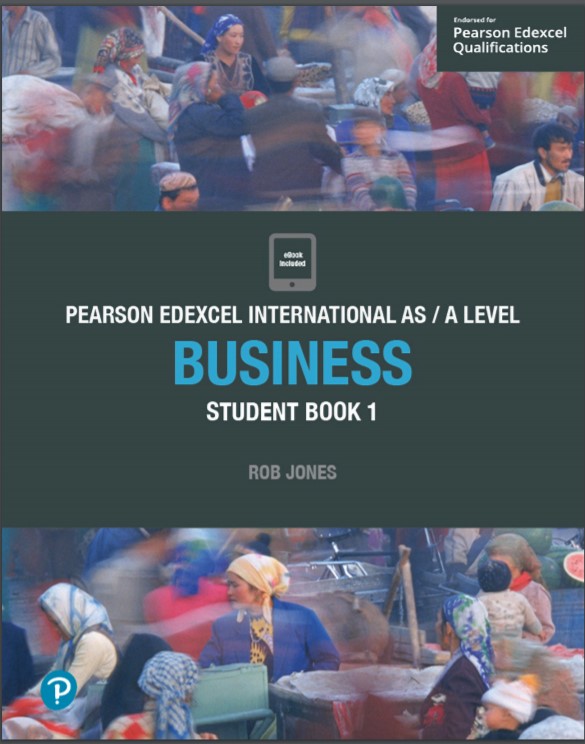 Endorsed for
Pearson Edexcel
Qualifications
eBook
included
PEARSON EDEXCEL INTERNATIONAL AS / A LEVEL
BUSINESS
STUDENT BOOK 1
ROB JONES
P